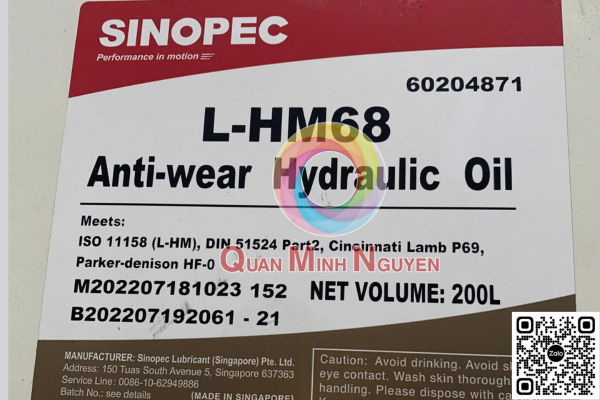 SINOPEC
Performance in motion
60204871
L-HM68
Anti-wear Hydraulic Oil
Meets:
ISO 11158 (L-HM), DIN 51524 Part2, Cincinnati Lamb P69,
Parker-denison HF-0
QUAN MINH NGUYEN
M202207181023 152 NET VOLUME: 200L
B202207192061 - 21
MANUFACTURER: Sinopec Lubricant (Singapore) Pte. Ltd.
Address: 150 Tuas South Avenue 5, Singapore 637363
Service Line: 0086-10-62949886
Batch No.: see details (MADE IN SINGAPORE)
Caution: Avoid drinking. Avoid
eye contact. Wash skin thorough
handling. Please dispose with
Zalo